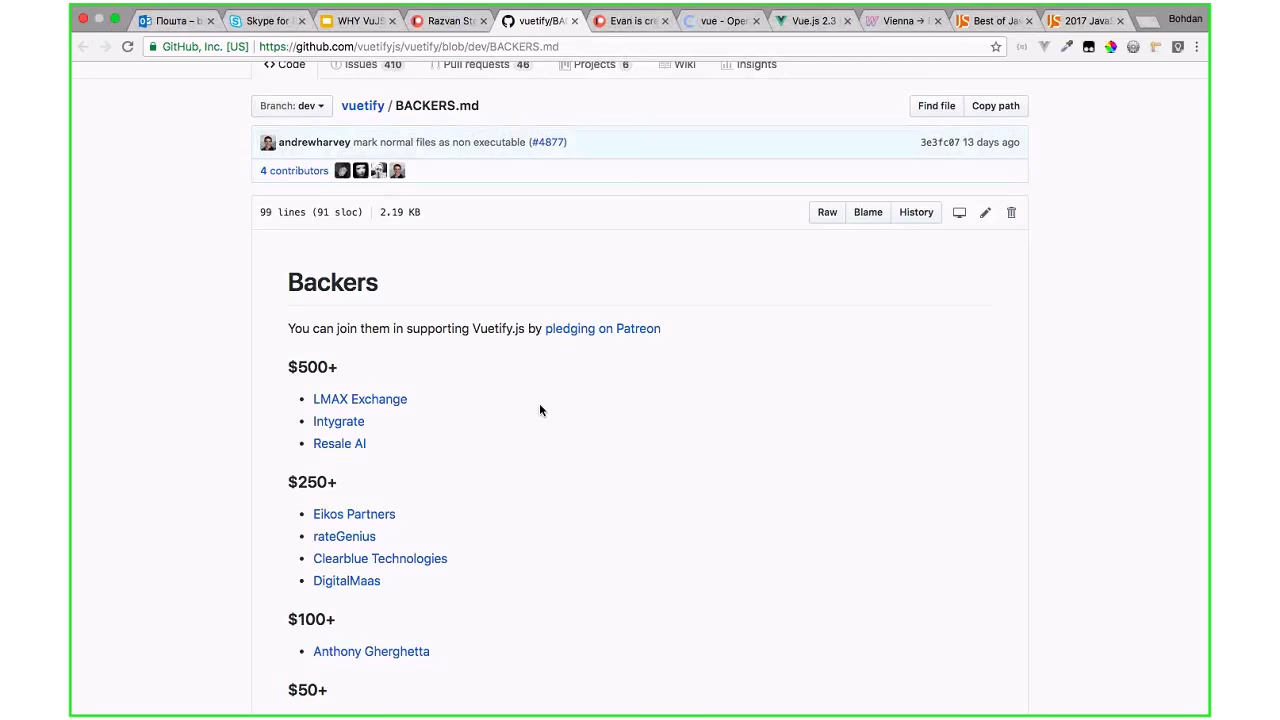 Пошта – b
Skype for
WHY VuJS
Razvan St
vuetify/BA
Evan is cre
vue - Oper
Vue.js 2.3
Vienna → 
Best of Jav
2017 JavaS
Bohdan
GitHub, Inc. [US] https://github.com/vuetifyjs/vuetify/blob/dev/BACKERS.md
Code Issues 410 Pull requests 46 Projects 6 Wiki Insights
Branch: dev vuetify / BACKERS.md Find file Copy path
andrewharvey mark normal files as non executable (#4877) 3e3fc07 13 days ago
4 contributors
99 lines (91 sloc) 2.19 KB Raw Blame History
Backers
You can join them in supporting Vuetify.js by pledging on Patreon
$500+
• LMAX Exchange
• Intygrate
• Resale AI
$250+
• Eikos Partners
• rateGenius
• Clearblue Technologies
• DigitalMaas
$100+
• Anthony Gherghetta
$50+